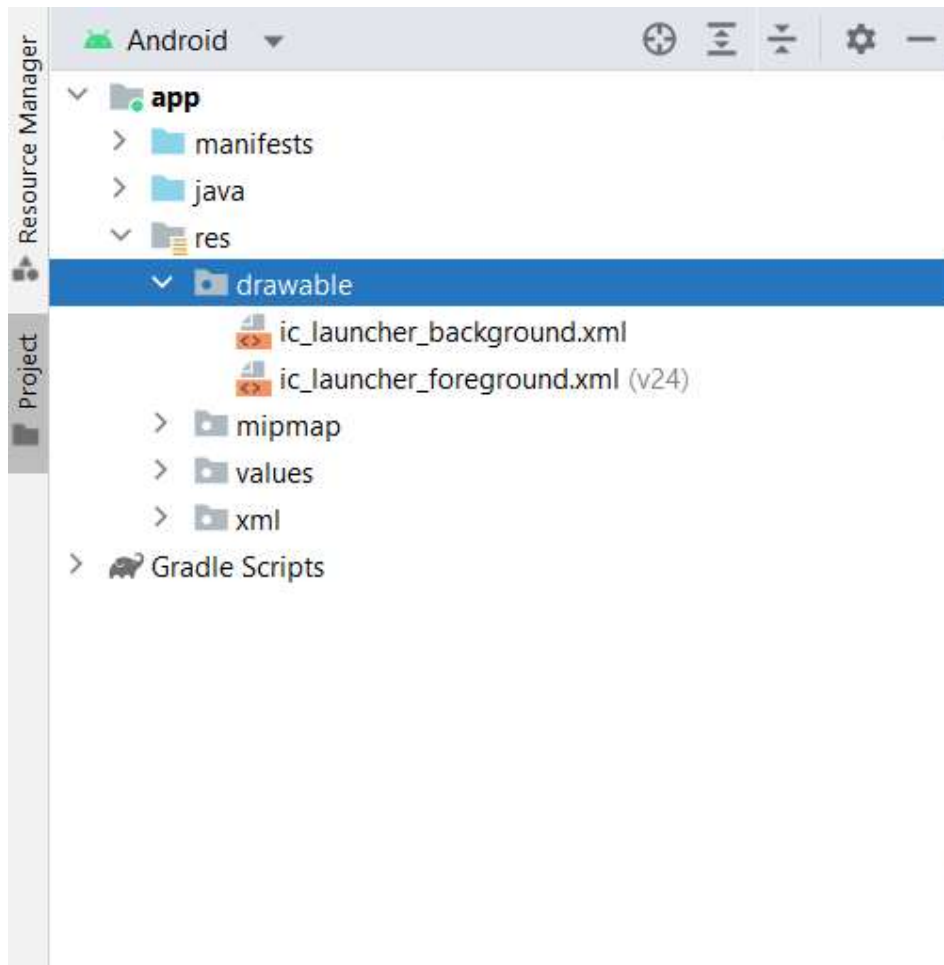 Android
app
manifests
java
res
drawable
ic_launcher_background.xml
ic_launcher_foreground.xml (v24)
mipmap
values
xml
Gradle Scripts
Resource Manager
Project